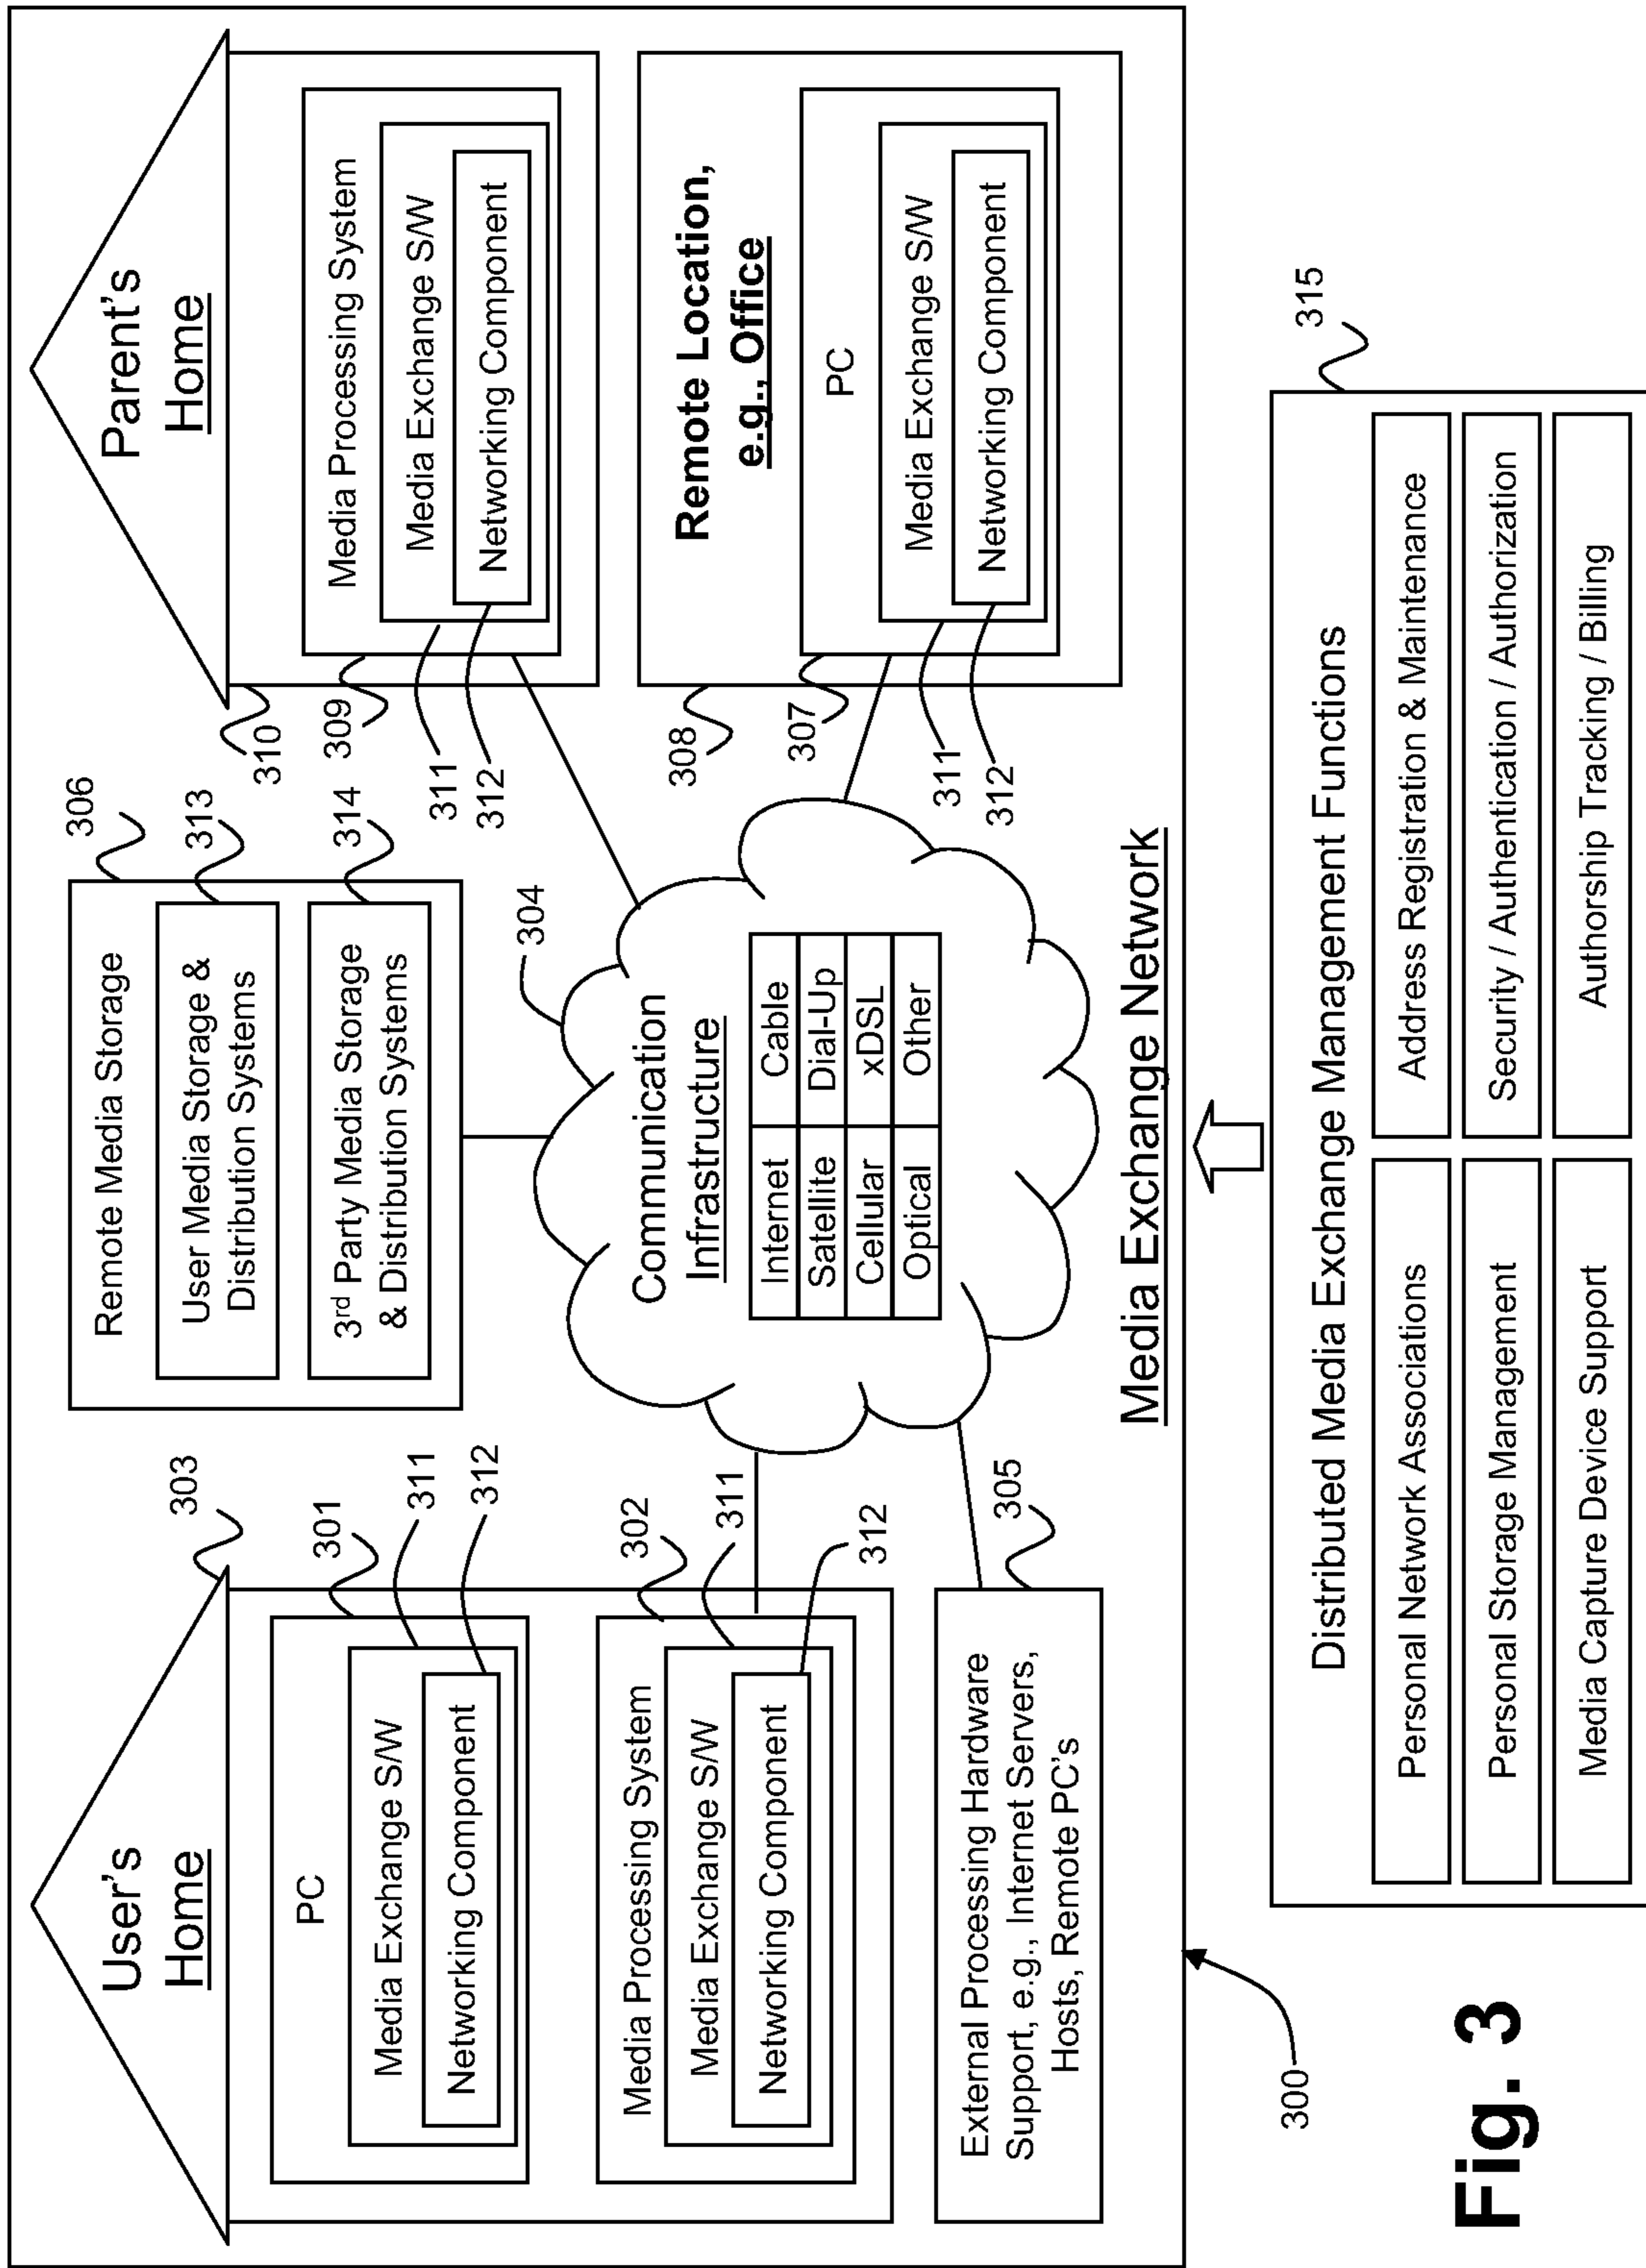 User's
Home
303
PC
301
Media Exchange S/W
311
Networking Component
312
Media Processing System
302
Media Exchange S/W
311
Networking Component
312
External Processing Hardware
Support, e.g., Internet Servers,
Hosts, Remote PC's
305
Remote Media Storage
306
User Media Storage &
Distribution Systems
313
3rd Party Media Storage
& Distribution Systems
314
304
Communication
Infrastructure
Internet Cable
Satellite Dial-Up
Cellular xDSL
Optical Other
Parent's
Home
310
Media Processing System
309
Media Exchange S/W
311
Networking Component
312
Remote Location,
e.g., Office
308
PC
307
Media Exchange S/W
311
Networking Component
312
Media Exchange Network
300
Distributed Media Exchange Management Functions
315
Personal Network Associations
Address Registration & Maintenance
Personal Storage Management
Security / Authentication / Authorization
Media Capture Device Support
Authorship Tracking / Billing
Fig. 3